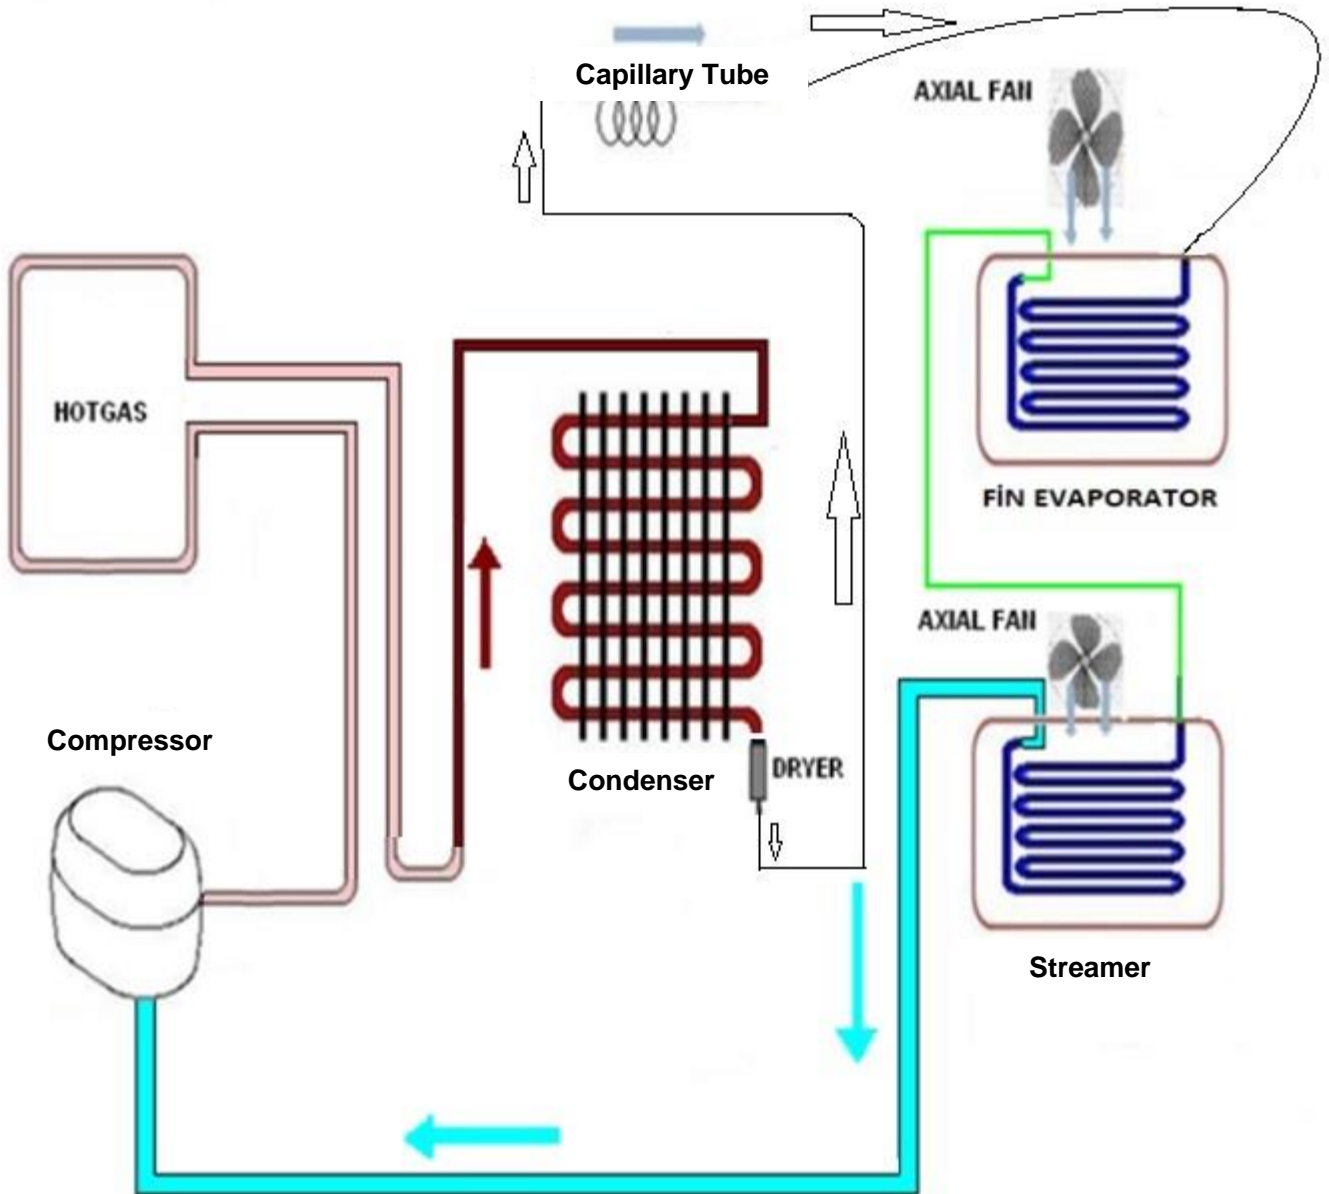 Capillary Tube
AXIAL FAN
HOTGAS
FİN EVAPORATOR
AXIAL FAN
Compressor
Condenser
DRYER
Streamer